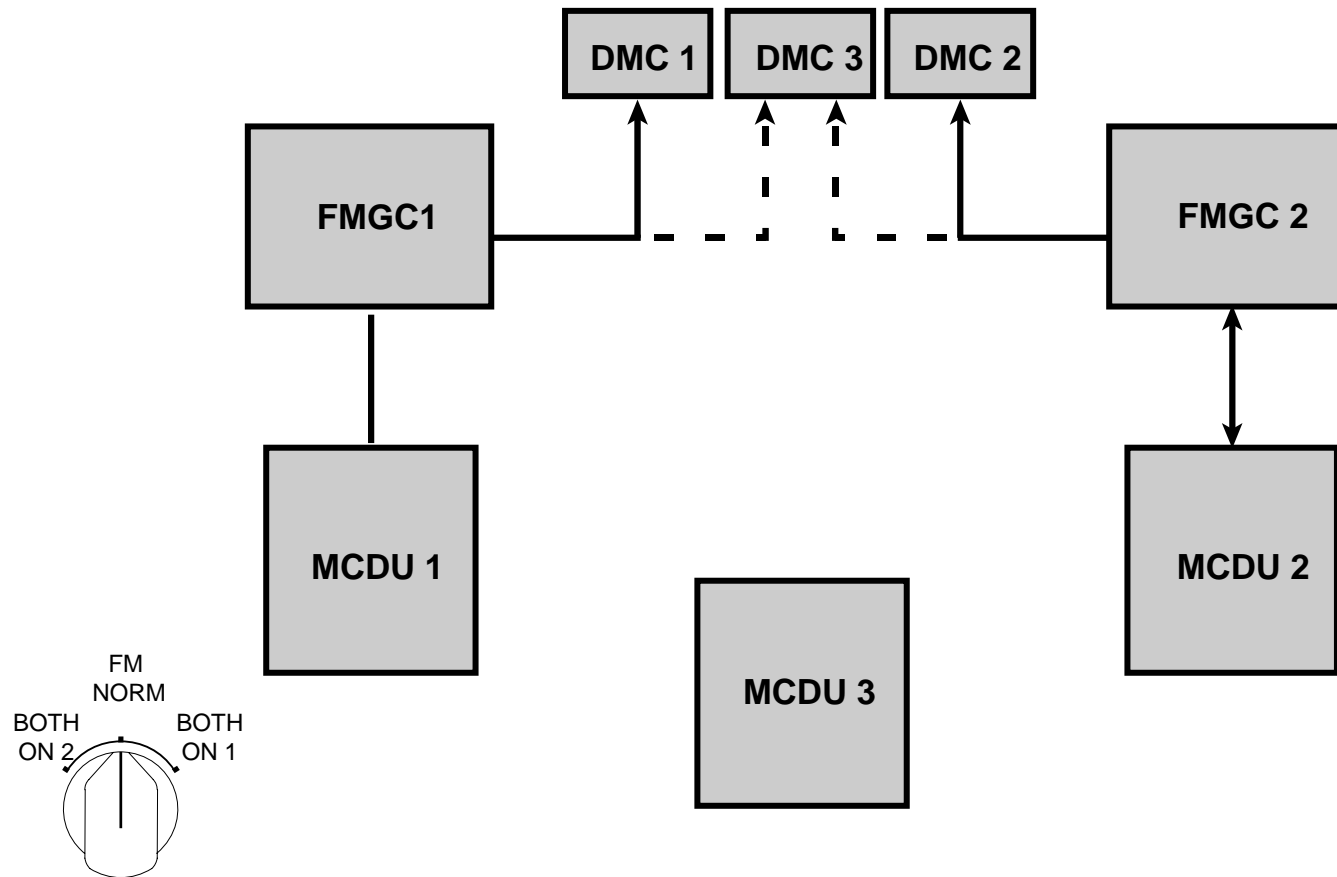 DMC 1
DMC 3
DMC 2
FMGC1
FMGC 2
MCDU 1
MCDU 2
MCDU 3
FM
NORM
BOTH
ON 2
BOTH
ON 1